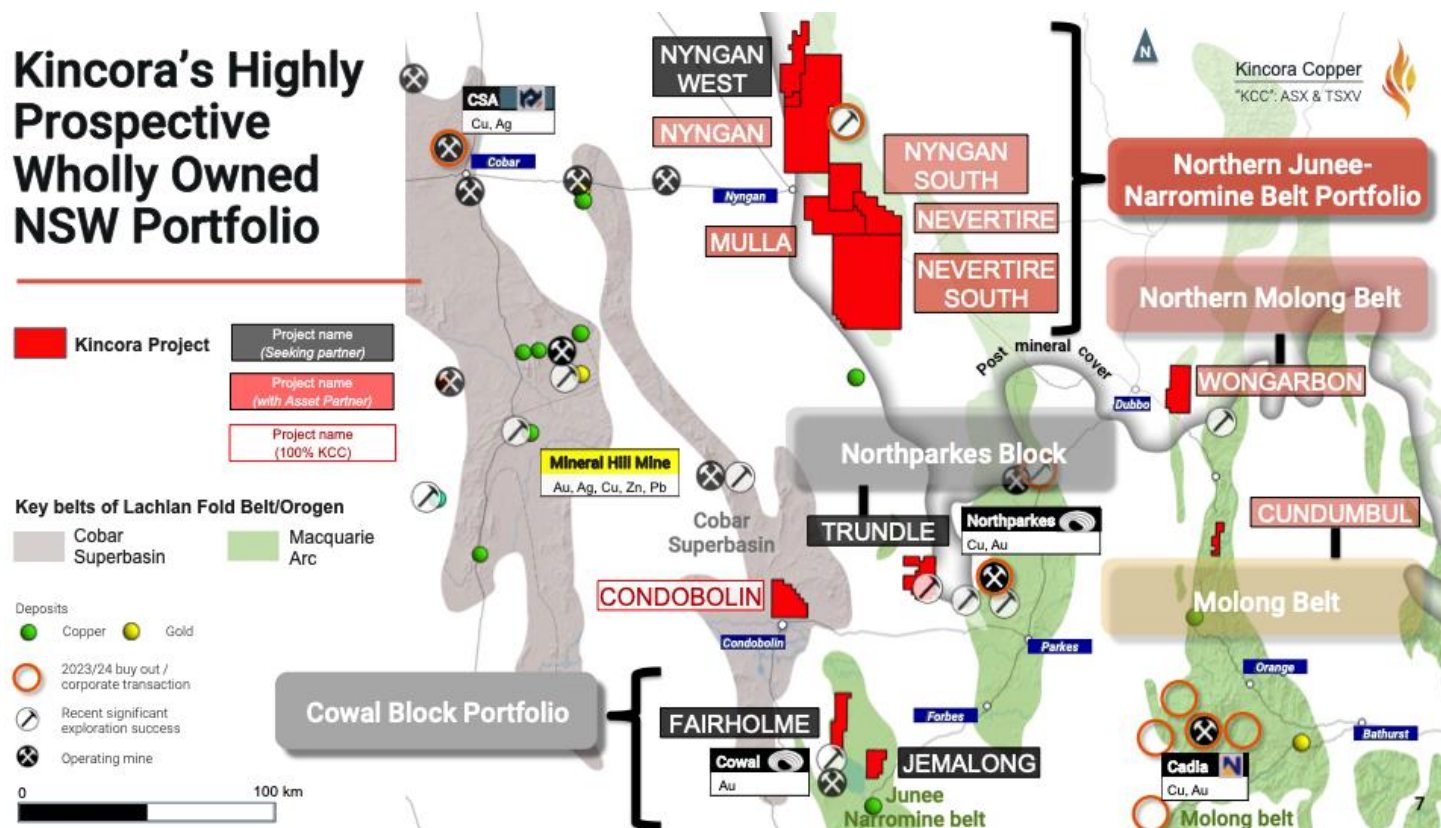 Kincora's Highly
Prospective
Wholly Owned
NSW Portfolio
Kincora Project
Project name
(Seeking partner)
Project name
(with Asset Partner)
Project name
(100% KCC)
Key belts of Lachlan Fold Belt/Orogen
Cobar
Superbasin
Macquarie
Arc
Deposits
Copper
Gold
2023/24 buy out /
corporate transaction
Recent significant
exploration success
Operating mine
0
100 km
CSA
Cu, Ag
Cobar
NYNGAN
WEST
NYNGAN
Nyngan
MULLA
NYNGAN
SOUTH
NEVERTIRE
NEVERTIRE
SOUTH
N
Kincora Copper
"KCC": ASX & TSXV
Northern Junee-
Narromine Belt Portfolio
Northern Molong Belt
Post mineral cover
Dubbo
WONGARBON
Mineral Hill Mine
Au, Ag, Cu, Zn, Pb
Cobar
Superbasin
Northparkes Block
TRUNDLE
Northparkes
Cu, Au
CUNDUMBUL
Molong Belt
CONDOBOLIN
Condobolin
Parkes
Orange
Cowal Block Portfolio
FAIRHOLME
Forbes
Bathurst
Cowal
Au
JEMALONG
Cadia
Cu, Au
Junee
Narromine belt
Molong belt
7